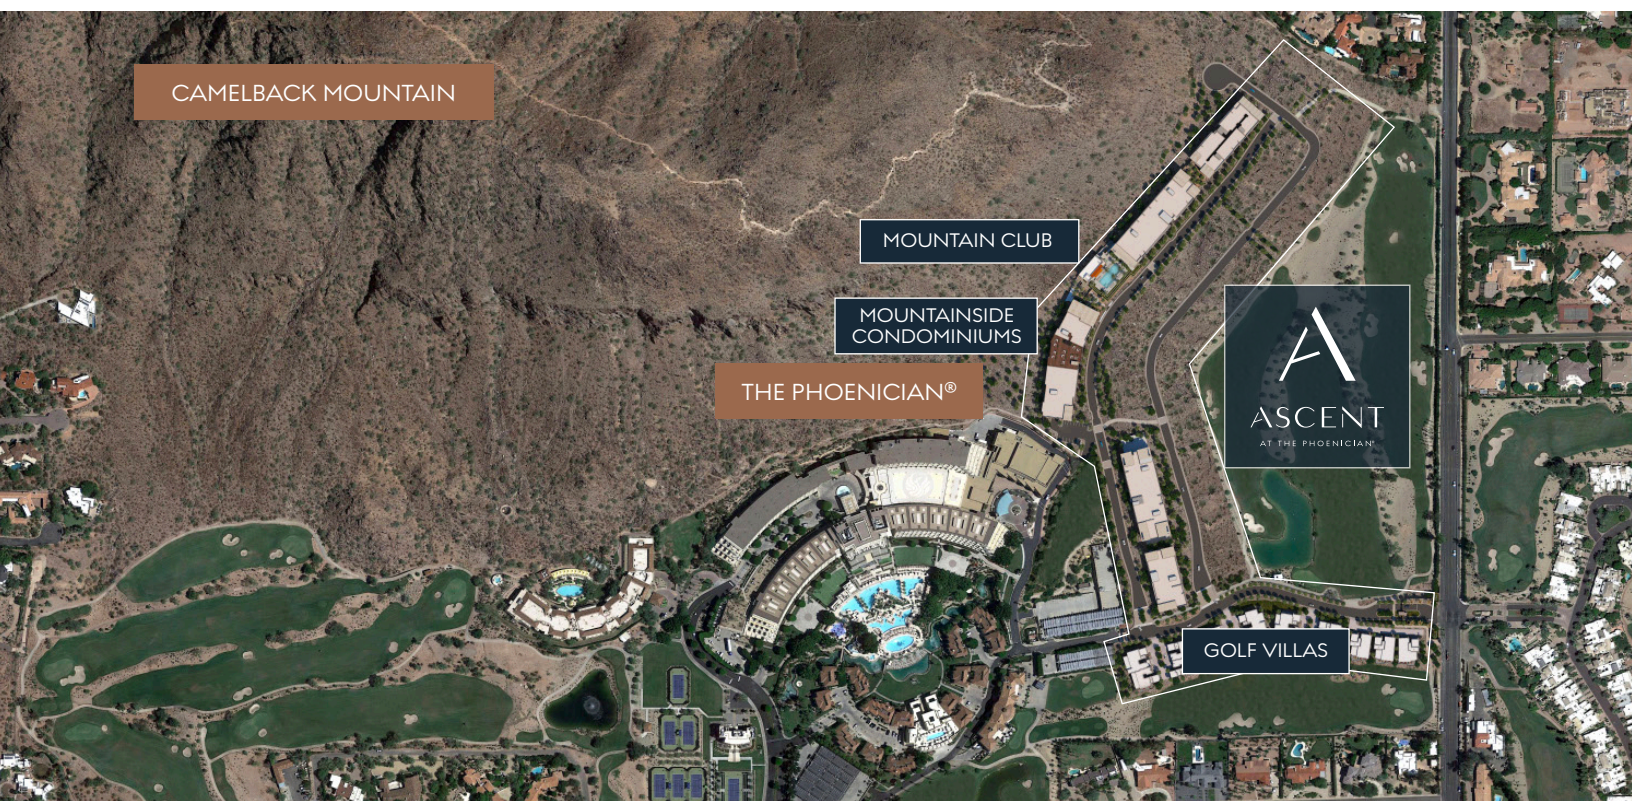 CAMELBACK MOUNTAIN
MOUNTAIN CLUB
MOUNTAINSIDE
CONDOMINIUMS
THE PHOENICIAN®
A
ASCENT
AT THE PHOENICIAN®
GOLF VILLAS